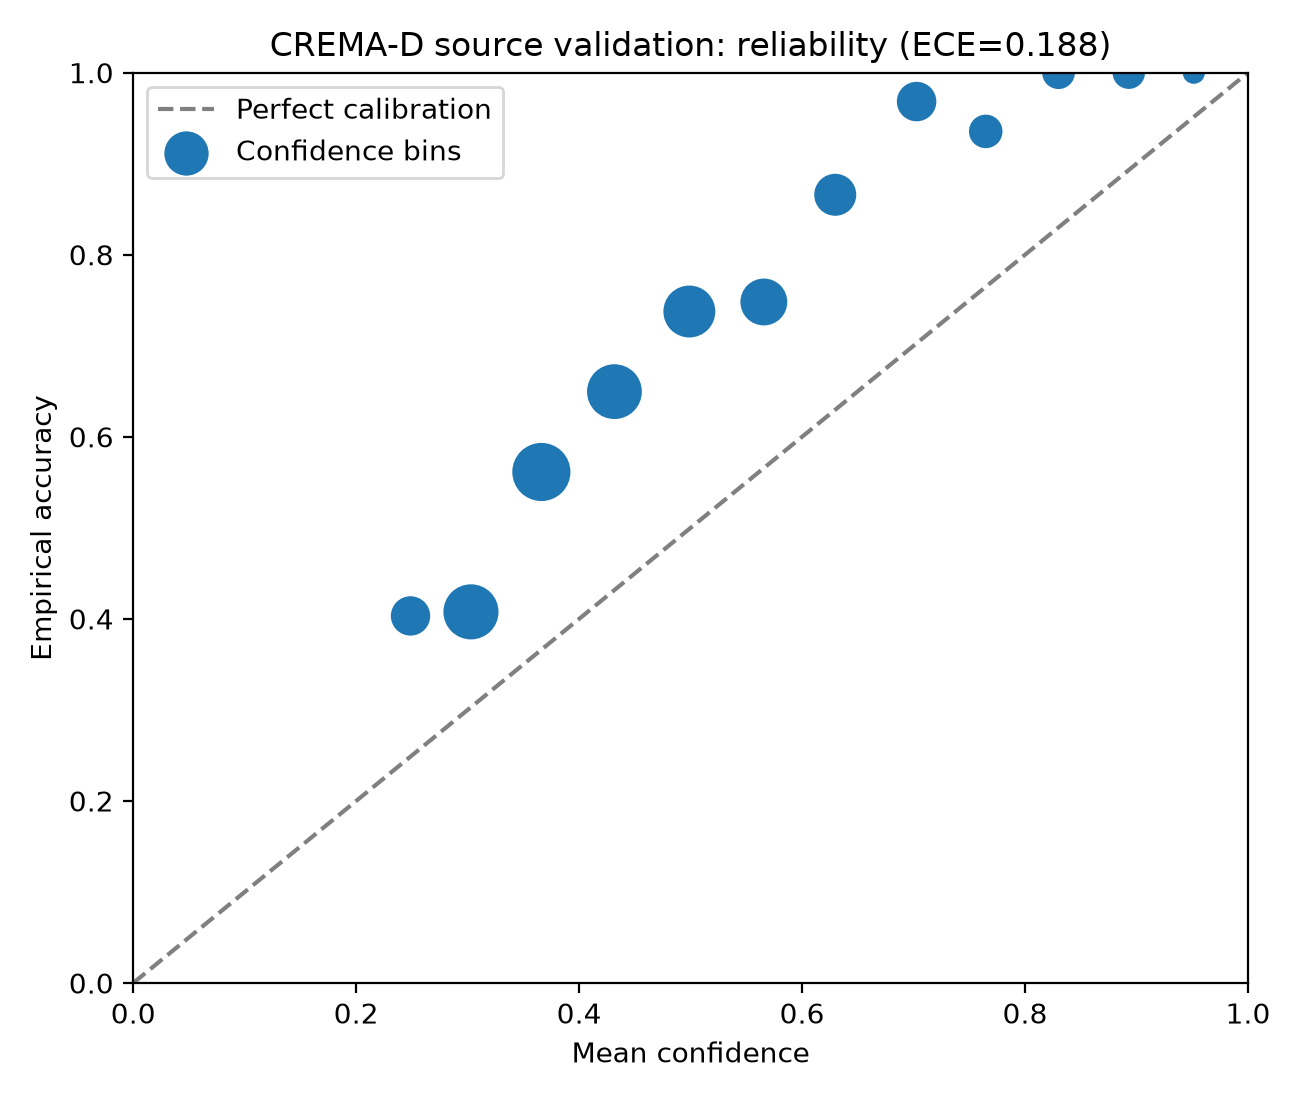 CREMA-D source validation: reliability (ECE=0.188)
Perfect calibration
Confidence bins
1.0
0.8
0.6
0.4
0.2
0.0
Empirical accuracy
0.0 0.2 0.4 0.6 0.8 1.0
Mean confidence